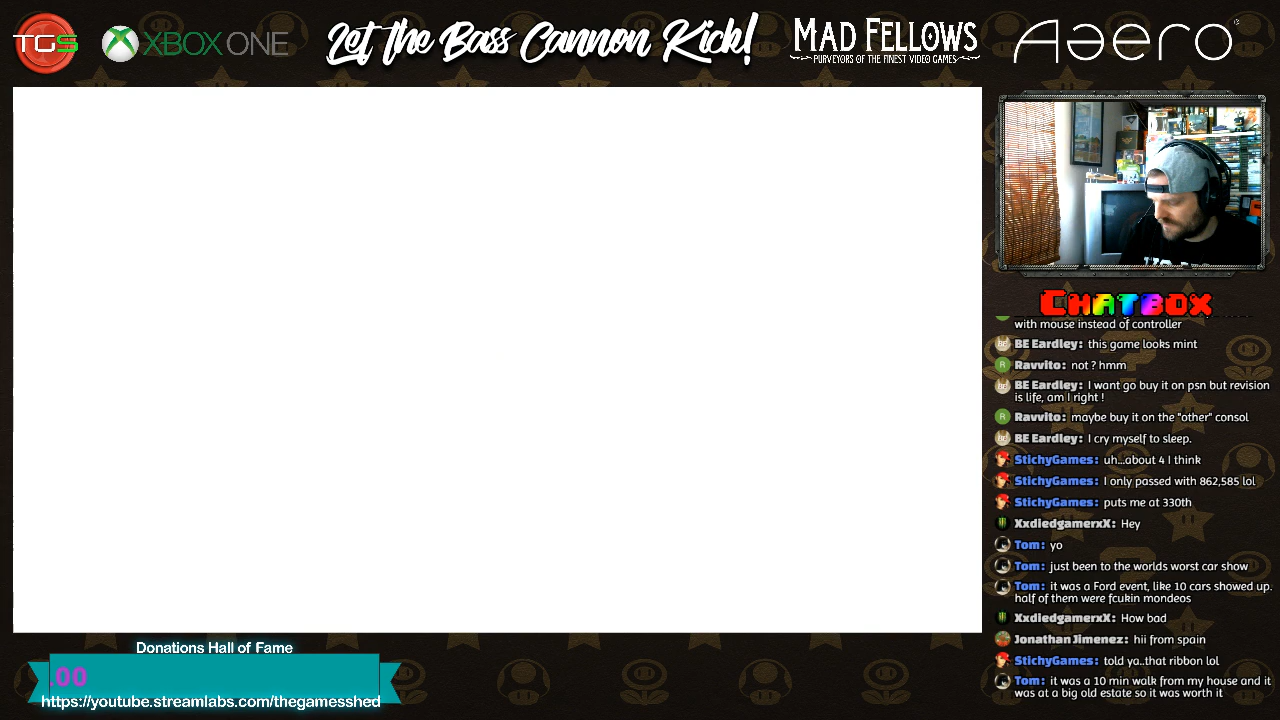 TGS XBOX ONE Let the Bass Cannon Kick! MAD FELLOWS Aaero
PURVEYORS OF THE FINEST VIDEO GAMES
CHATBOX
with mouse instead of controller
BE Eardley: this game looks mint
R Ravvito: not ? hmm
BE Eardley: I want go buy it on psn but revision
is life, am I right !
R Ravvito: maybe buy it on the "other" consol
BE Eardley: I cry myself to sleep.
StichyGames: uh...about 4 I think
StichyGames: I only passed with 862,585 lol
StichyGames: puts me at 330th
XxdiedgamerxX: Hey
Tom: yo
Tom: just been to the worlds worst car show
Tom: it was a Ford event, like 10 cars showed up.
half of them were fcukin mondeos
XxdiedgamerxX: How bad
Jonathan Jimenez: hii from spain
StichyGames: told ya..that ribbon lol
Tom: it was a 10 min walk from my house and it
was at a big old estate so it was worth it
Donations Hall of Fame
.00
https://youtube.streamlabs.com/thegamesshed